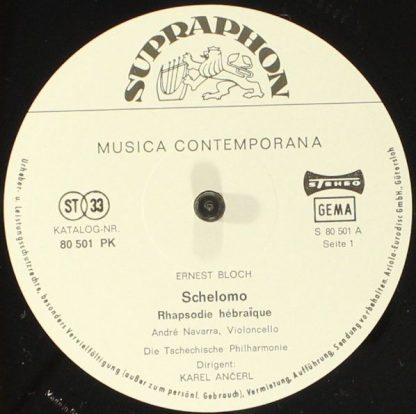 SUPRAPHON
MUSICA CONTEMPORANA
ST 33
KATALOG-NR.
80 501 PK
STEREO
GEMA
S 80 501 A
Seite 1
ERNEST BLOCH
Schelomo
Rhapsodie hébraïque
André Navarra, Violoncello
Die Tschechische Philharmonie
Dirigent:
KAREL ANČERL
Urheber- u. Leistungsschutzrechte, besonders Vervielfältigung (außer zum persönl. Gebrauch), Vermietung, Aufführung, Sendung vorbehalten. Ariola-Eurodisc GmbH., Gütersloh